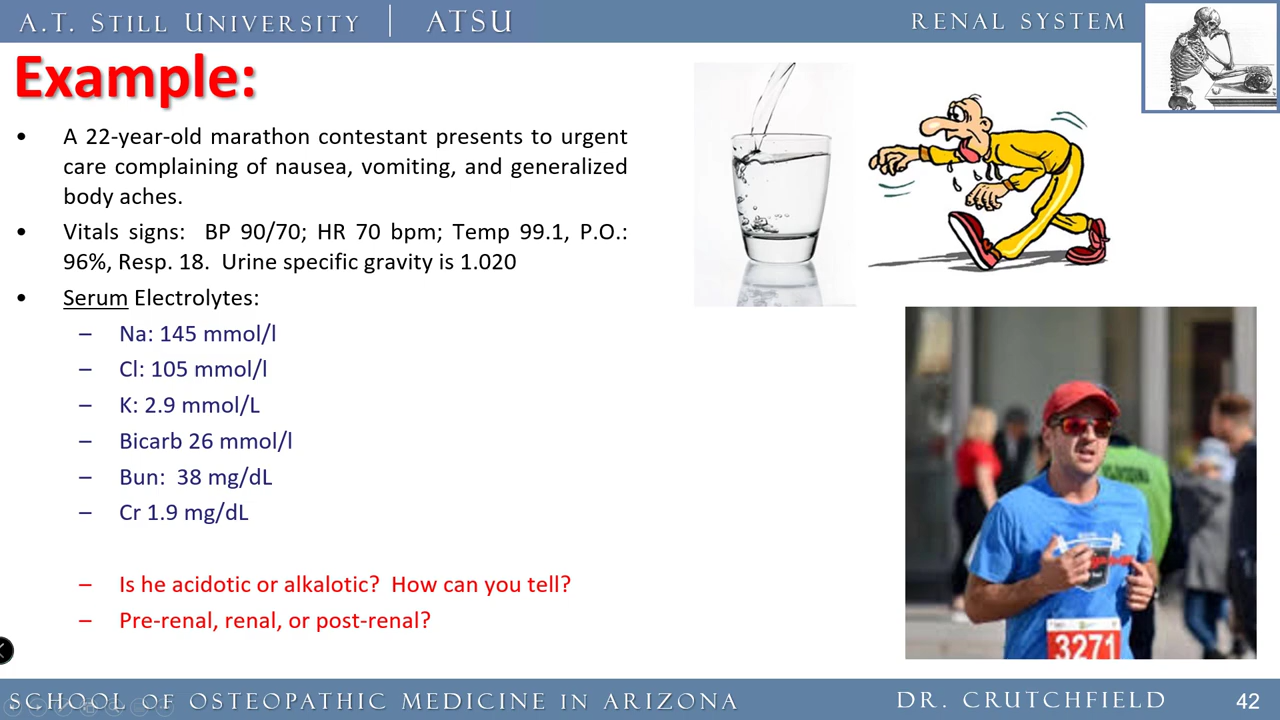 A.T. STILL UNIVERSITY | ATSU
RENAL SYSTEM
Example:
• A 22-year-old marathon contestant presents to urgent
care complaining of nausea, vomiting, and generalized
body aches.
• Vitals signs: BP 90/70; HR 70 bpm; Temp 99.1, P.O.:
96%, Resp. 18. Urine specific gravity is 1.020
• Serum Electrolytes:
– Na: 145 mmol/l
– Cl: 105 mmol/l
– K: 2.9 mmol/L
– Bicarb 26 mmol/l
– Bun: 38 mg/dL
– Cr 1.9 mg/dL
– Is he acidotic or alkalotic? How can you tell?
– Pre-renal, renal, or post-renal?
3271
SCHOOL OF OSTEOPATHIC MEDICINE IN ARIZONA
DR. CRUTCHFIELD
42